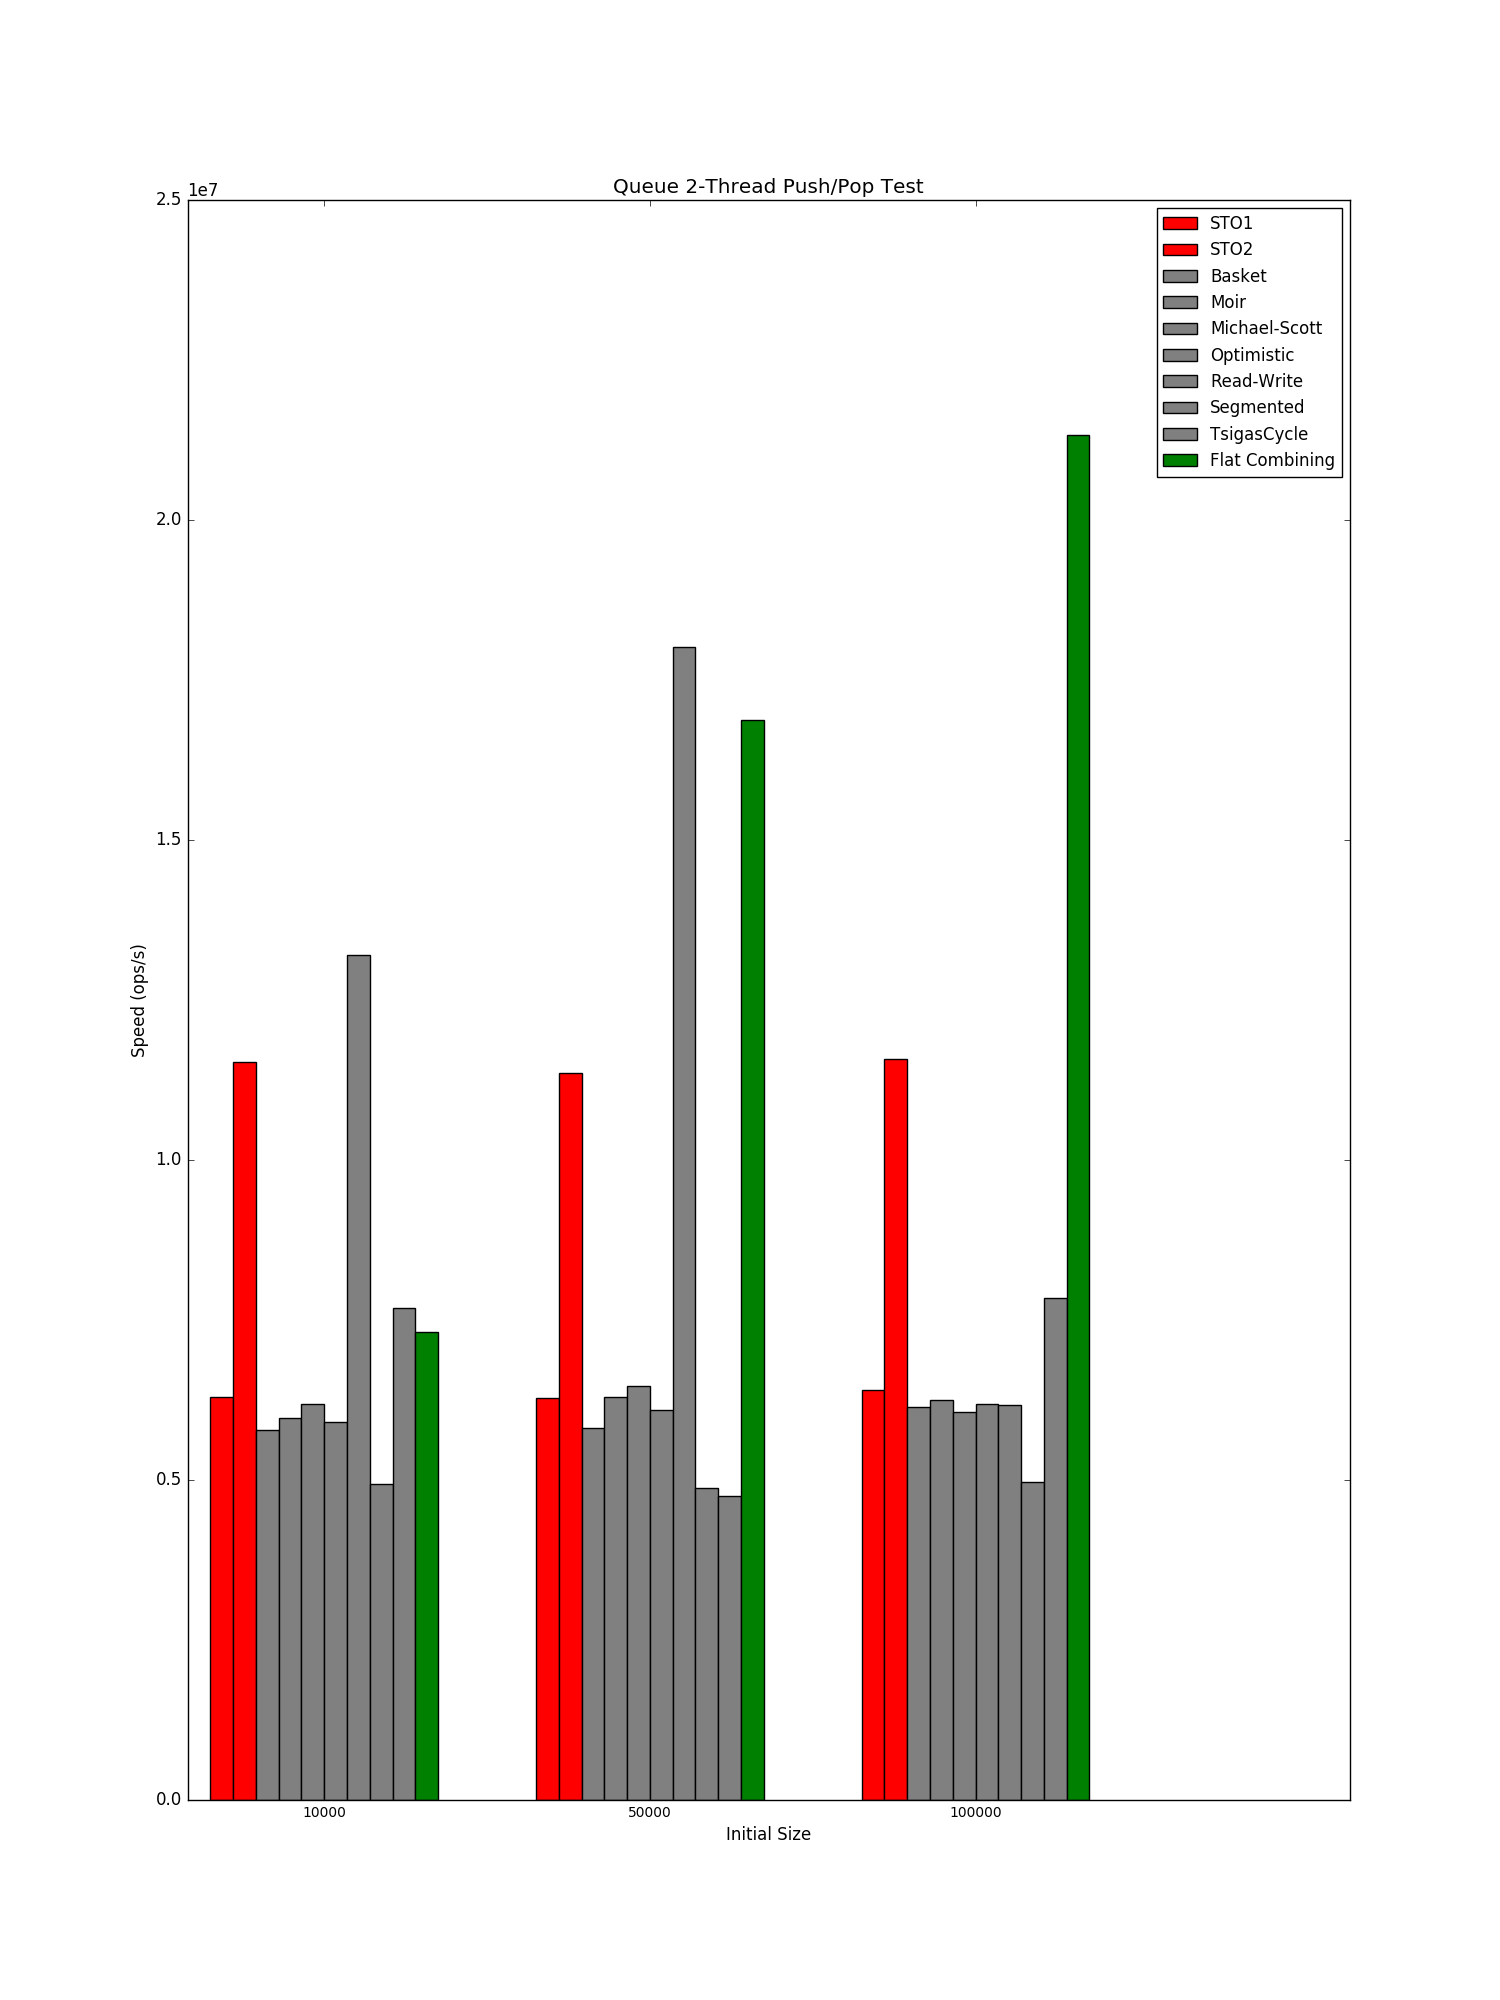 Queue 2-Thread Push/Pop Test
1e7
2.5
2.0
1.5
1.0
0.5
0.0
Speed (ops/s)
STO1
STO2
Basket
Moir
Michael-Scott
Optimistic
Read-Write
Segmented
TsigasCycle
Flat Combining
10000
50000
100000
Initial Size